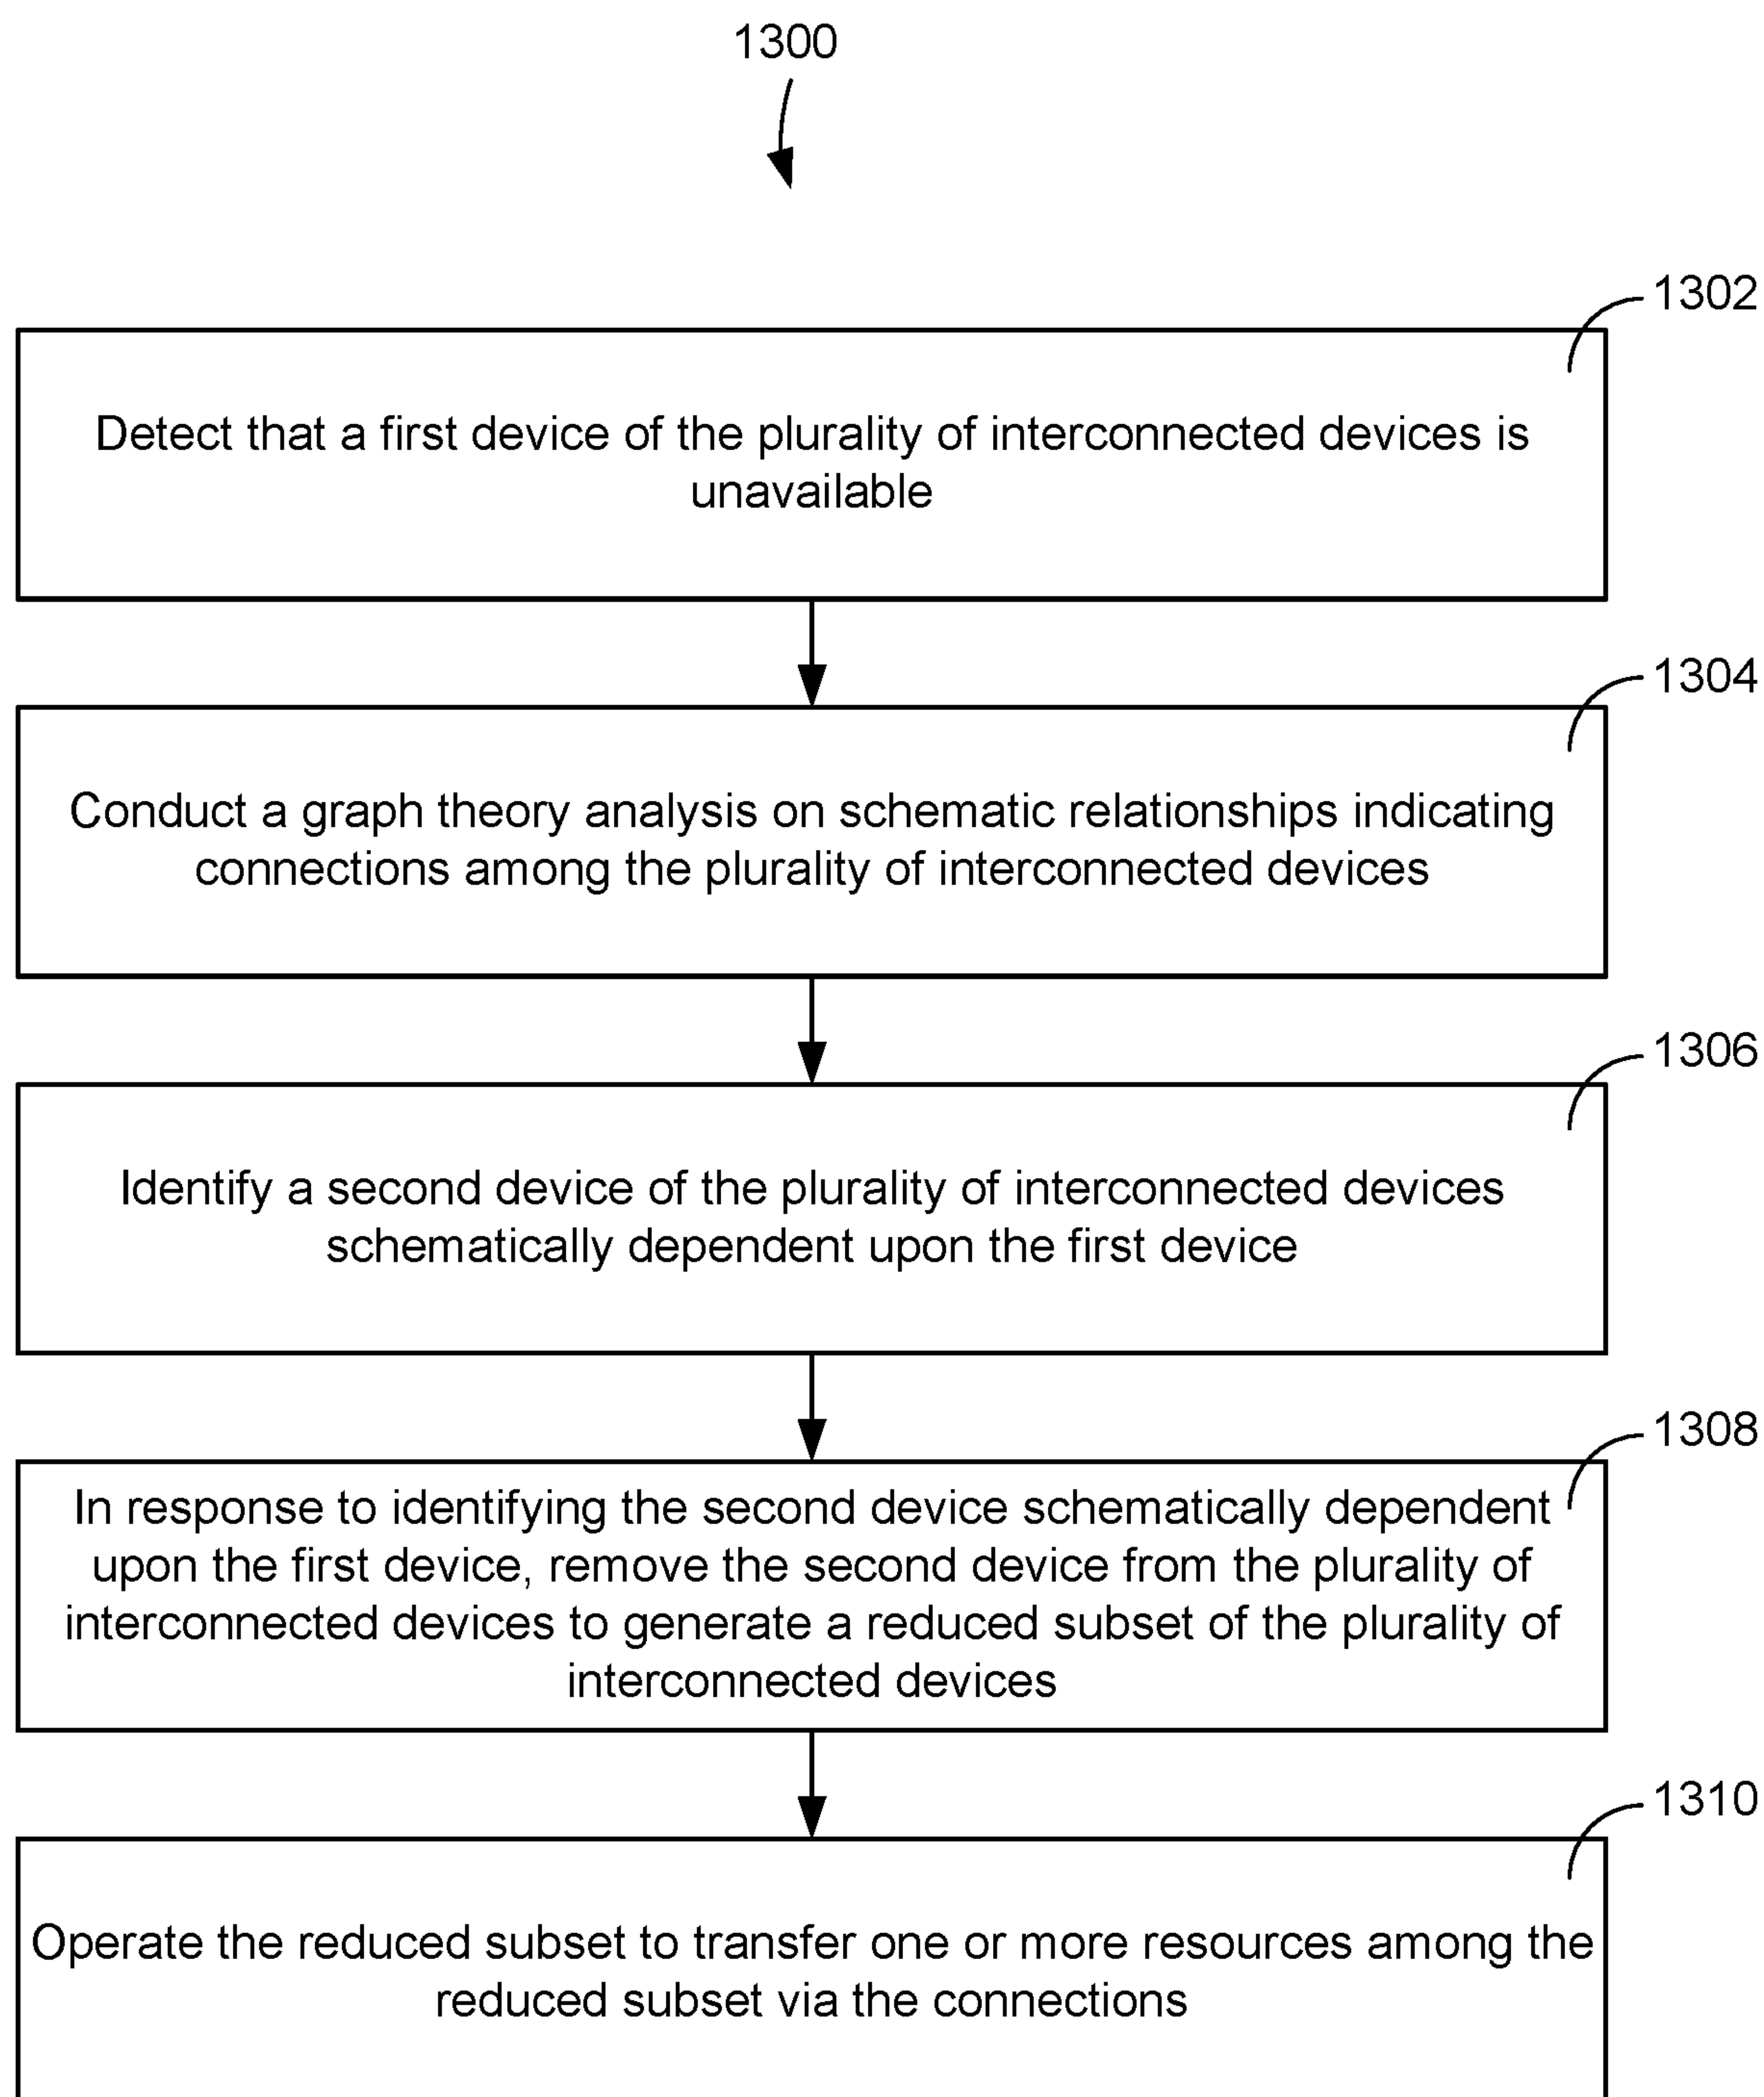 1300
1302
Detect that a first device of the plurality of interconnected devices is
unavailable
1304
Conduct a graph theory analysis on schematic relationships indicating
connections among the plurality of interconnected devices
1306
Identify a second device of the plurality of interconnected devices
schematically dependent upon the first device
1308
In response to identifying the second device schematically dependent
upon the first device, remove the second device from the plurality of
interconnected devices to generate a reduced subset of the plurality of
interconnected devices
1310
Operate the reduced subset to transfer one or more resources among the
reduced subset via the connections